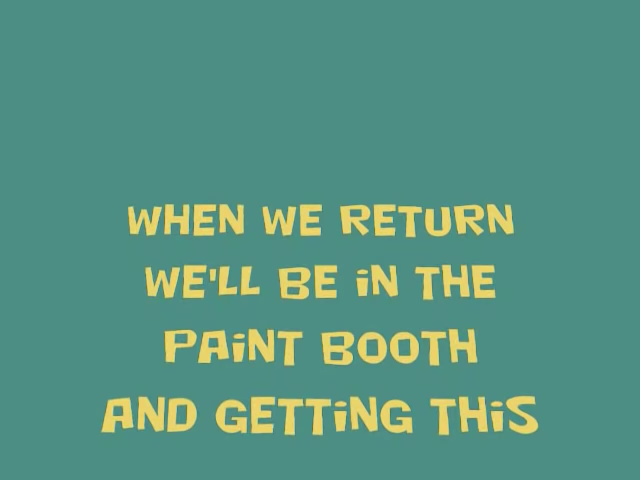 WHEN WE RETURN
WE'LL BE iN THE
PAiNT BOOTH
AND GETTiNG THiS